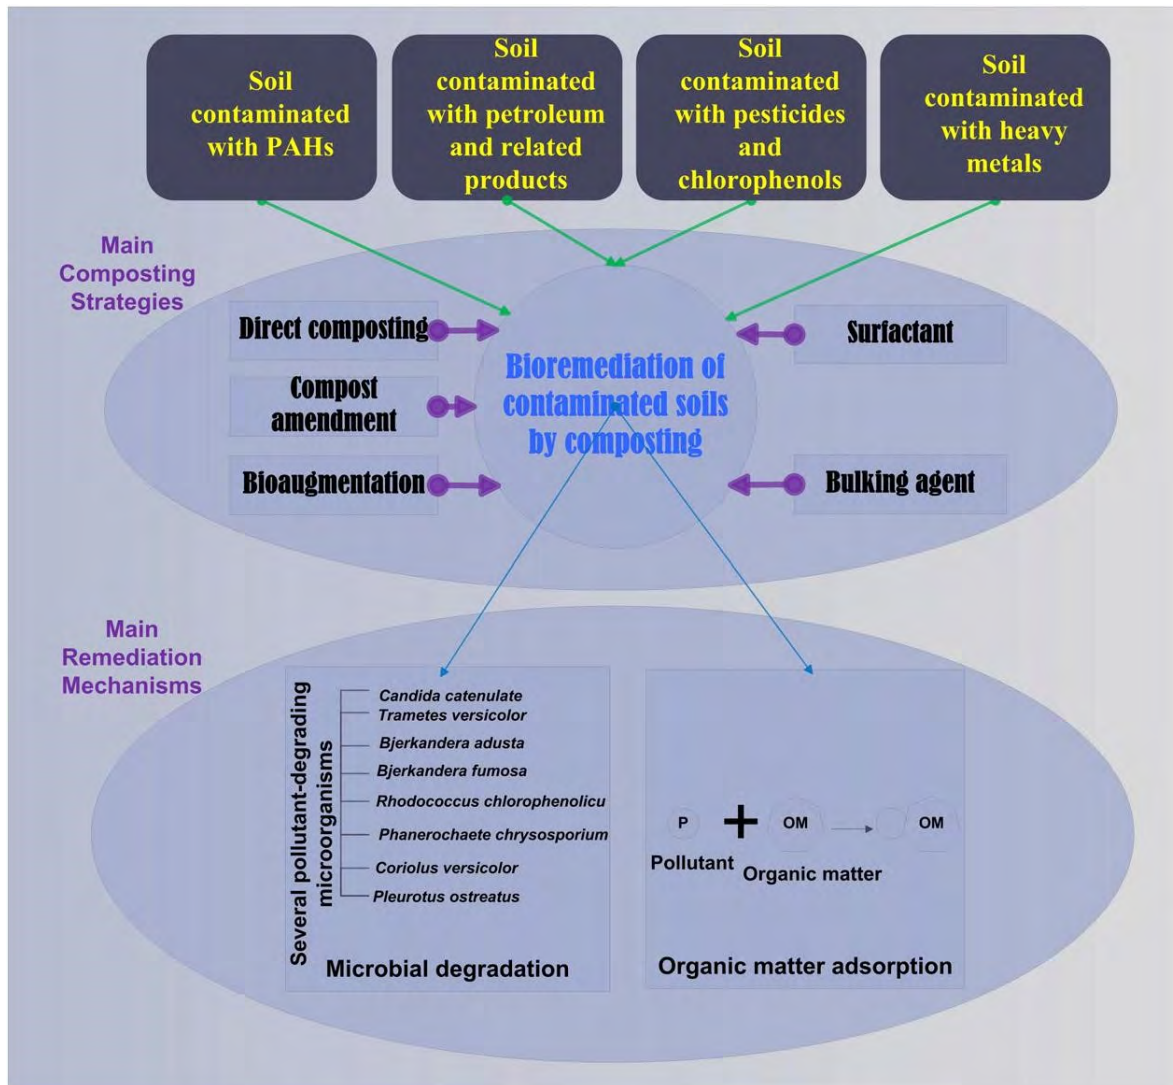 Soil
contaminated
with PAHs
Soil
contaminated
with petroleum
and related
products
Soil
contaminated
with pesticides
and
chlorophenols
Soil
contaminated
with heavy
metals
Main
Composting
Strategies
Direct composting
Compost
amendment
Bioaugmentation
Bioremediation of
contaminated soils
by composting
Surfactant
Bulking agent
Main
Remediation
Mechanisms
Several pollutant-degrading
microorganisms
Candida catenulate
Trametes versicolor
Bjerkandera adusta
Bjerkandera fumosa
Rhodococcus chlorophenolicu
Phanerochaete chrysosporium
Coriolus versicolor
Pleurotus ostreatus
Microbial degradation
P + OM OM
Pollutant
Organic matter
Organic matter adsorption